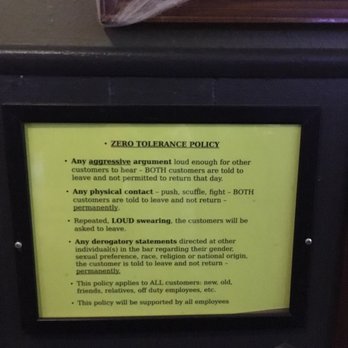 • ZERO TOLERANCE POLICY
• Any aggressive argument loud enough for other
customers to hear – BOTH customers are told to
leave and not permitted to return that day.
• Any physical contact – push, scuffle, fight – BOTH
customers are told to leave and not return –
permanently.
• Repeated, LOUD swearing, the customers will be
asked to leave.
• Any derogatory statements directed at other
individual(s) in the bar regarding their gender,
sexual preference, race, religion or national origin,
the customer is told to leave and not return –
permanently.
• This policy applies to ALL customers: new, old,
friends, relatives, off duty employees, etc.
• This policy will be supported by all employees